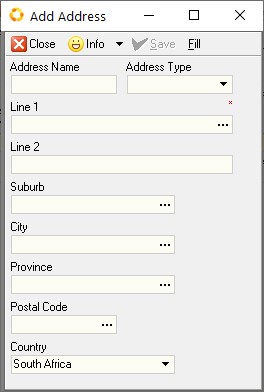 Add Address
Close Info Save Fill
Address Name Address Type
Line 1
Line 2
Suburb
City
Province
Postal Code
Country
South Africa